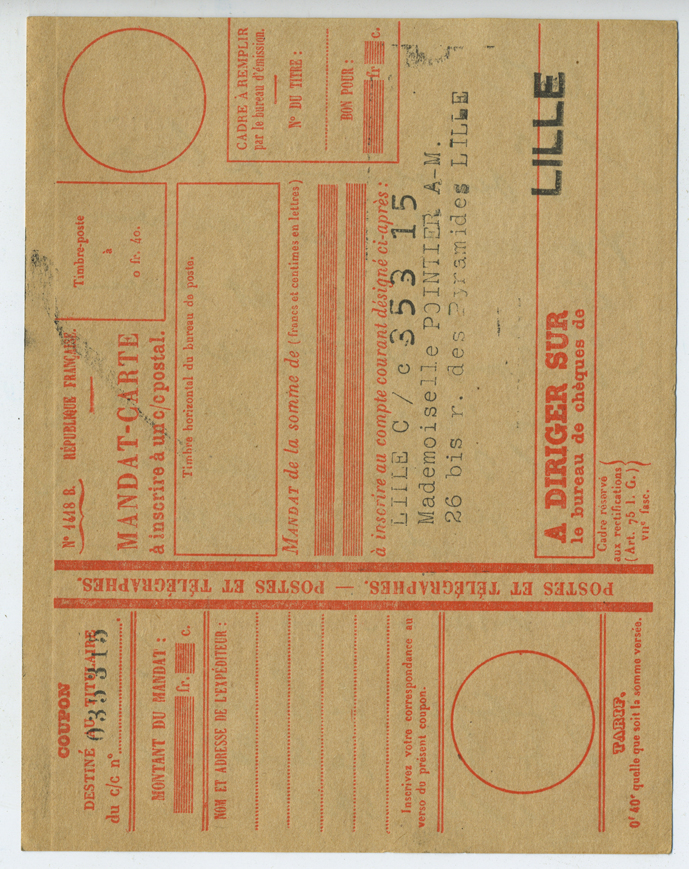 COUPON
DESTINÉ AU TITULAIRE
du c/c n° 035315
MONTANT DU MANDAT :
fr. c.
NOM ET ADRESSE DE L'EXPÉDITEUR :
Inscrivez votre correspondance au
verso du présent coupon.
TARIF.
0f 40c quelle que soit la somme versée.
POSTES ET TÉLÉGRAPHES. — POSTES ET TÉLÉGRAPHES.
N° 1418 B. RÉPUBLIQUE FRANÇAISE.
MANDAT-CARTE
à inscrire à un c/c postal.
Timbre-poste
à
0 fr. 40.
Timbre horizontal du bureau de poste.
CADRE À REMPLIR
par le bureau d'émission.
N° DU TITRE :
BON POUR :
fr c.
MANDAT de la somme de (francs et centimes en lettres)
à inscrire au compte courant désigné ci-après :
LILLE C/c 353 15
Mademoiselle POINTIER A-M.
26 bis r. des Pyramides LILLE
A DIRIGER SUR
le bureau de chèques de
LILLE
Cadre réservé
aux rectifications
(Art. 75 I. G.)
VIIe fasc.